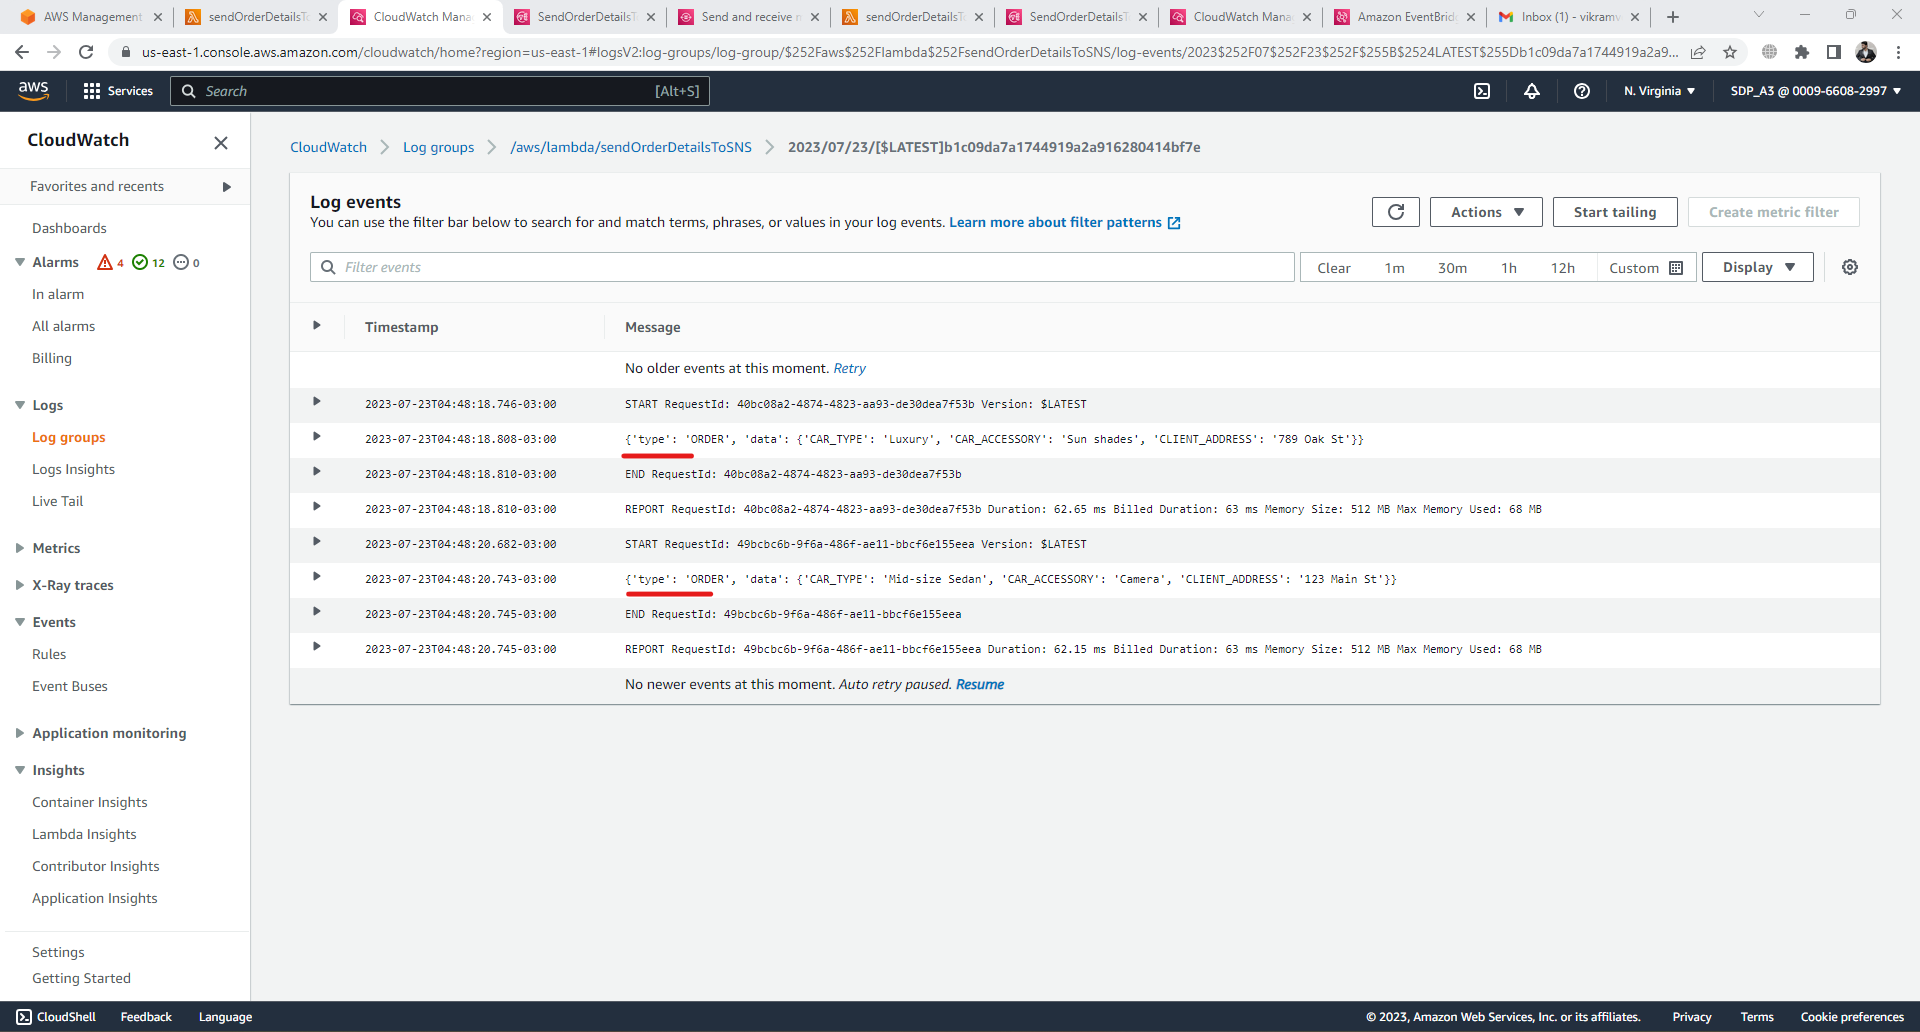 AWS Management
sendOrderDetailsTo
CloudWatch Mana
SendOrderDetailsT
Send and receive m
sendOrderDetailsTo
SendOrderDetailsT
CloudWatch Mana
Amazon EventBridg
Inbox (1) - vikramv
us-east-1.console.aws.amazon.com/cloudwatch/home?region=us-east-1#logsV2:log-groups/log-group/$252Faws$252Flambda$252FsendOrderDetailsToSNS/log-events/2023$252F07$252F23$252F$255B$2524LATEST$255Db1c09da7a1744919a2a9...
aws
Services
Search
[Alt+S]
N. Virginia
SDP_A3 @ 0009-6608-2997
CloudWatch
Favorites and recents
Dashboards
Alarms 4 12 0
In alarm
All alarms
Billing
Logs
Log groups
Logs Insights
Live Tail
Metrics
X-Ray traces
Events
Rules
Event Buses
Application monitoring
Insights
Container Insights
Lambda Insights
Contributor Insights
Application Insights
Settings
Getting Started
CloudWatch
Log groups
/aws/lambda/sendOrderDetailsToSNS
2023/07/23/[$LATEST]b1c09da7a1744919a2a916280414bf7e
Log events
You can use the filter bar below to search for and match terms, phrases, or values in your log events. Learn more about filter patterns
Actions
Start tailing
Create metric filter
Filter events
Clear 1m 30m 1h 12h Custom
Display
Timestamp Message
No older events at this moment. Retry
2023-07-23T04:48:18.746-03:00 START RequestId: 40bc08a2-4874-4823-aa93-de30dea7f53b Version: $LATEST
2023-07-23T04:48:18.808-03:00 {'type': 'ORDER', 'data': {'CAR_TYPE': 'Luxury', 'CAR_ACCESSORY': 'Sun shades', 'CLIENT_ADDRESS': '789 Oak St'}}
2023-07-23T04:48:18.810-03:00 END RequestId: 40bc08a2-4874-4823-aa93-de30dea7f53b
2023-07-23T04:48:18.810-03:00 REPORT RequestId: 40bc08a2-4874-4823-aa93-de30dea7f53b Duration: 62.65 ms Billed Duration: 63 ms Memory Size: 512 MB Max Memory Used: 68 MB
2023-07-23T04:48:20.682-03:00 START RequestId: 49bcbc6b-9f6a-486f-ae11-bbcf6e155eea Version: $LATEST
2023-07-23T04:48:20.743-03:00 {'type': 'ORDER', 'data': {'CAR_TYPE': 'Mid-size Sedan', 'CAR_ACCESSORY': 'Camera', 'CLIENT_ADDRESS': '123 Main St'}}
2023-07-23T04:48:20.745-03:00 END RequestId: 49bcbc6b-9f6a-486f-ae11-bbcf6e155eea
2023-07-23T04:48:20.745-03:00 REPORT RequestId: 49bcbc6b-9f6a-486f-ae11-bbcf6e155eea Duration: 62.15 ms Billed Duration: 63 ms Memory Size: 512 MB Max Memory Used: 68 MB
No newer events at this moment. Auto retry paused. Resume
CloudShell
Feedback
Language
© 2023, Amazon Web Services, Inc. or its affiliates.
Privacy
Terms
Cookie preferences